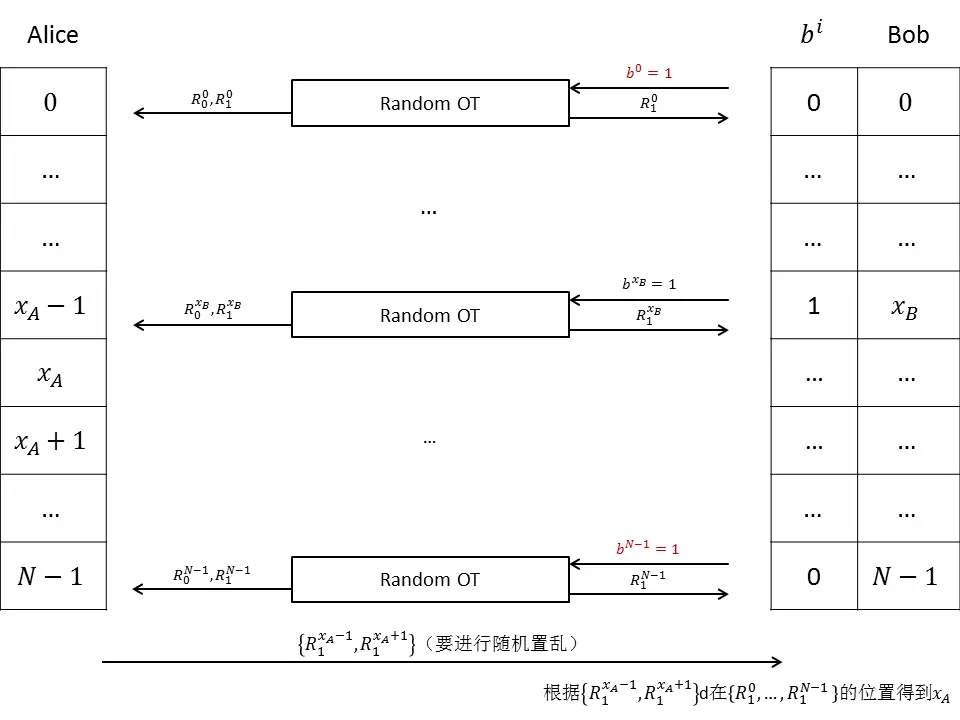 Alice b^i Bob
0 R_0^0,R_1^0 Random OT b^0 = 1 0 0
R_1^0
... ... ...
... ... ... ...
x_A − 1 R_0^{x_B},R_1^{x_B} Random OT b^{x_B} = 1 1 x_B
R_1^{x_B}
x_A ... ...
x_A + 1 ... ... ...
... ... ...
N − 1 R_0^{N−1},R_1^{N−1} Random OT b^{N−1} = 1 0 N − 1
R_1^{N−1}
{R_1^{x_A−1},R_1^{x_A+1}}（要进行随机置乱）
根据{R_1^{x_A−1},R_1^{x_A+1}}d在{R_1^0,…,R_1^{N−1}}的位置得到x_A